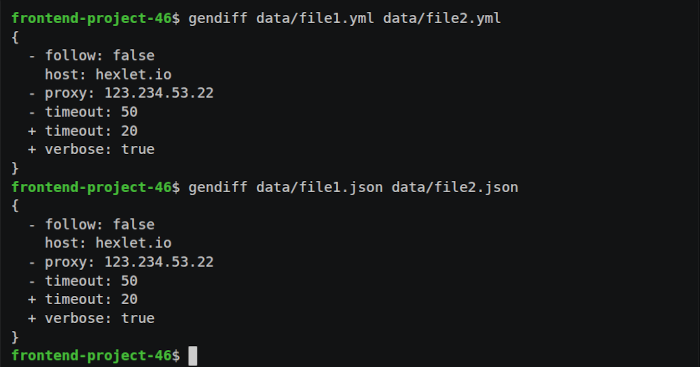 frontend-project-46$ gendiff data/file1.yml data/file2.yml
{
  - follow: false
    host: hexlet.io
  - proxy: 123.234.53.22
  - timeout: 50
  + timeout: 20
  + verbose: true
}
frontend-project-46$ gendiff data/file1.json data/file2.json
{
  - follow: false
    host: hexlet.io
  - proxy: 123.234.53.22
  - timeout: 50
  + timeout: 20
  + verbose: true
}
frontend-project-46$